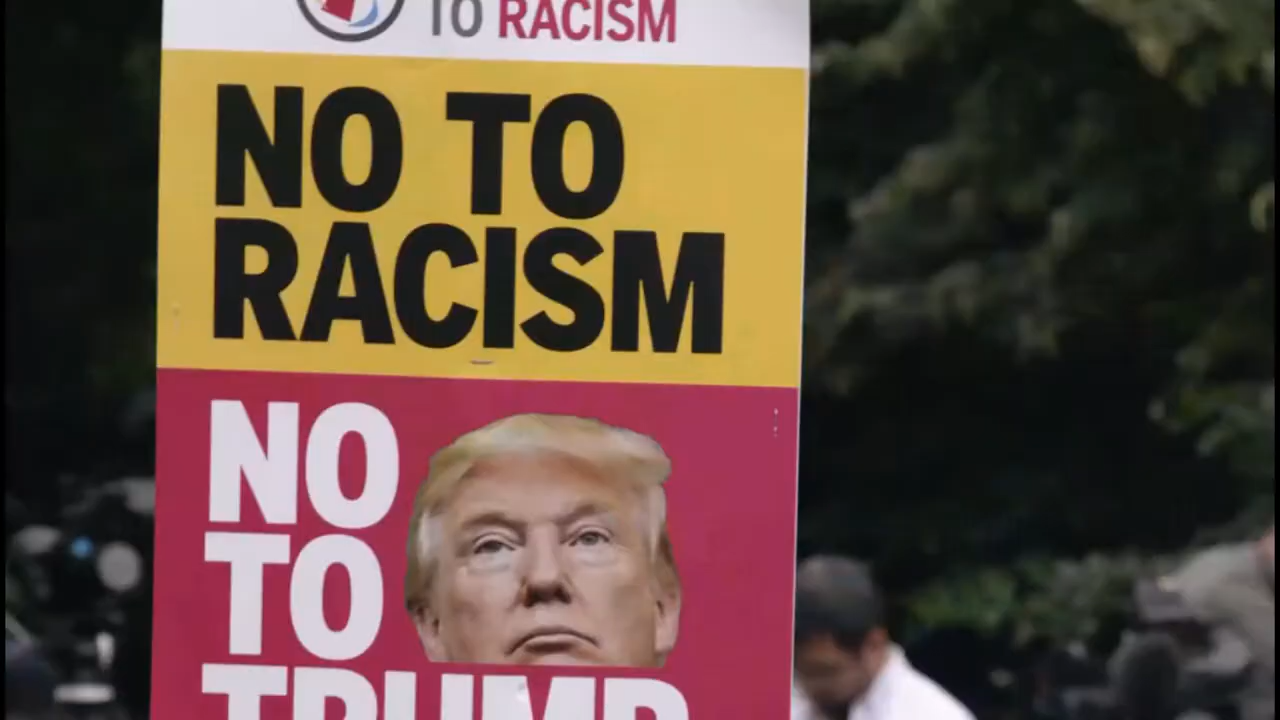 TO RACISM
NO TO
RACISM
NO
TO
TRUMP